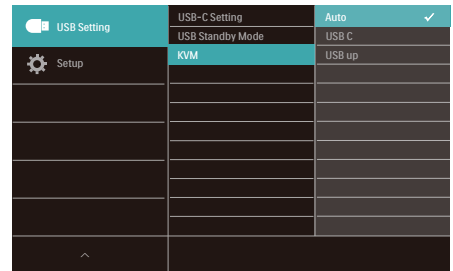 USB Setting
Setup
USB-C Setting
USB Standby Mode
KVM
Auto
USB C
USB up